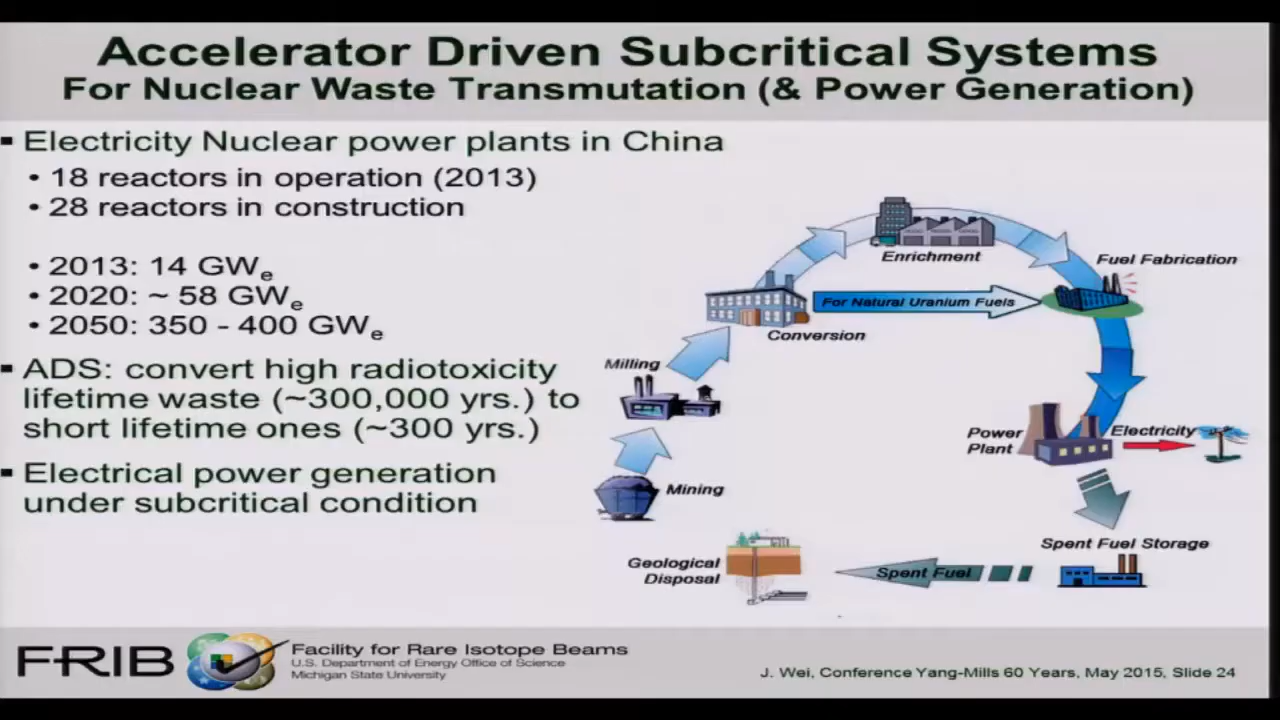 Accelerator Driven Subcritical Systems
For Nuclear Waste Transmutation (& Power Generation)
▪ Electricity Nuclear power plants in China
• 18 reactors in operation (2013)
• 28 reactors in construction
• 2013: 14 GWe
• 2020: ~ 58 GWe
• 2050: 350 - 400 GWe
▪ ADS: convert high radiotoxicity
lifetime waste (~300,000 yrs.) to
short lifetime ones (~300 yrs.)
▪ Electrical power generation
under subcritical condition
Enrichment
Fuel Fabrication
For Natural Uranium Fuels
Conversion
Milling
Power
Plant
Electricity
Mining
Spent Fuel Storage
Geological
Disposal
Spent Fuel
FRIB
Facility for Rare Isotope Beams
U.S. Department of Energy Office of Science
Michigan State University
J. Wei, Conference Yang-Mills 60 Years, May 2015, Slide 24